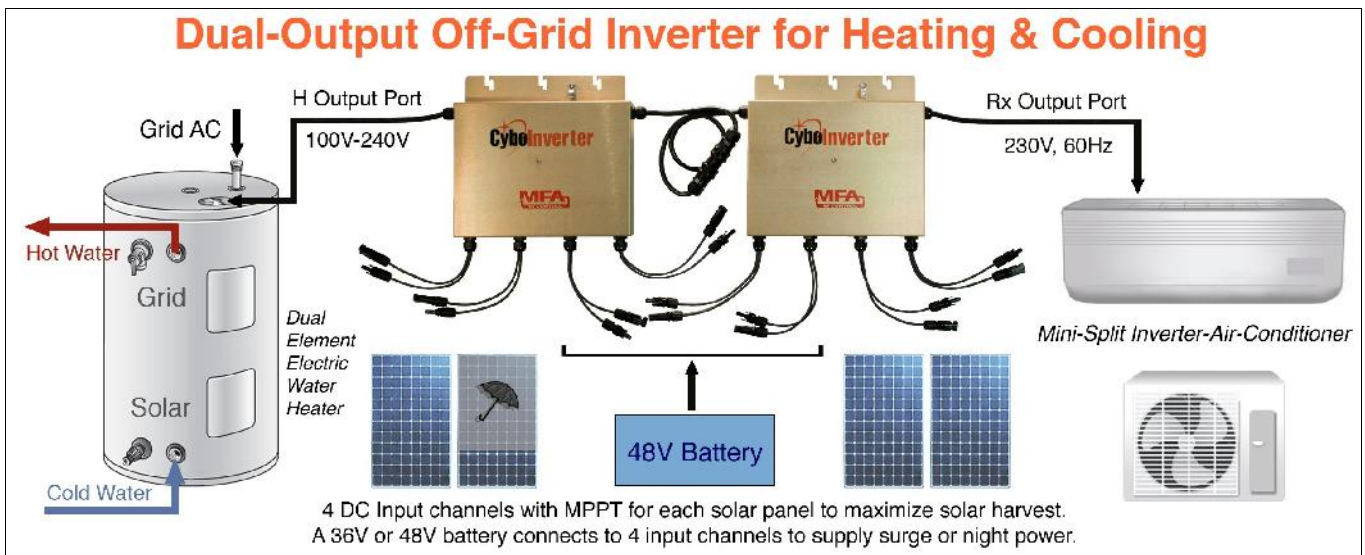 Dual-Output Off-Grid Inverter for Heating & Cooling
H Output Port
100V-240V
Grid AC
CyboInverter
MFA
CyboInverter
MFA
Rx Output Port
230V, 60Hz
Hot Water
Grid
Solar
Cold Water
Dual
Element
Electric
Water
Heater
48V Battery
Mini-Split Inverter-Air-Conditioner
4 DC Input channels with MPPT for each solar panel to maximize solar harvest.
A 36V or 48V battery connects to 4 input channels to supply surge or night power.